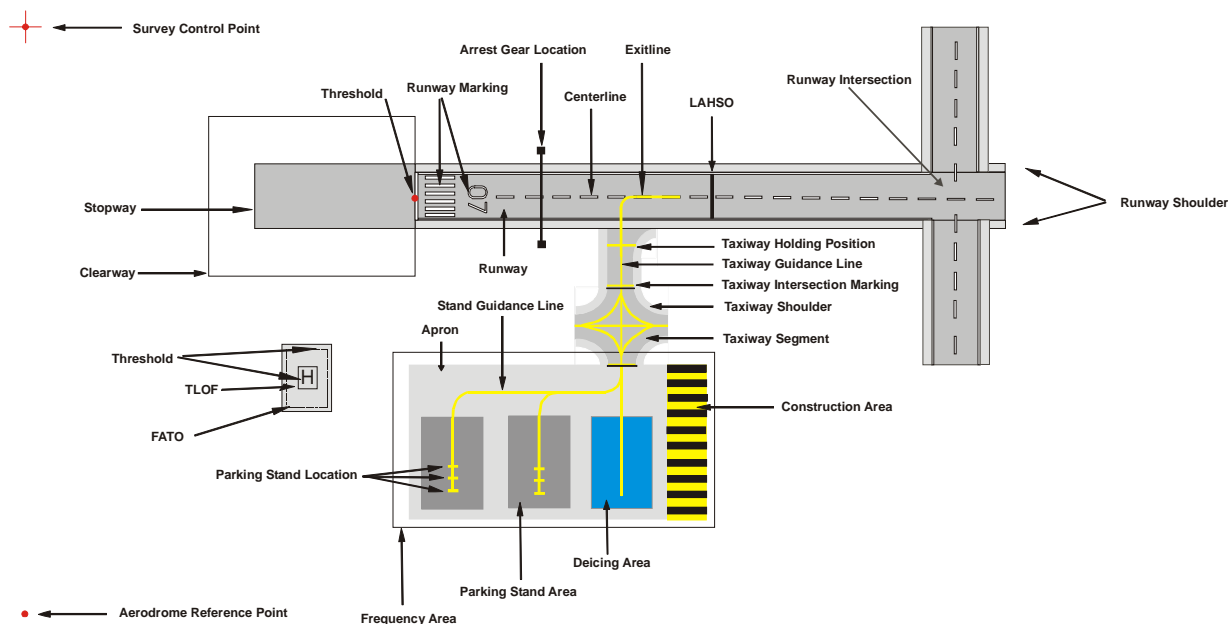 Survey Control Point
Arrest Gear Location
Exitline
Runway Marking
Threshold
Centerline
LAHSO
Runway Intersection
07
Stopway
Runway Shoulder
Clearway
Runway
Taxiway Holding Position
Taxiway Guidance Line
Taxiway Intersection Marking
Stand Guidance Line
Taxiway Shoulder
Apron
Taxiway Segment
Threshold
H
TLOF
FATO
Construction Area
Parking Stand Location
Deicing Area
Parking Stand Area
Aerodrome Reference Point
Frequency Area